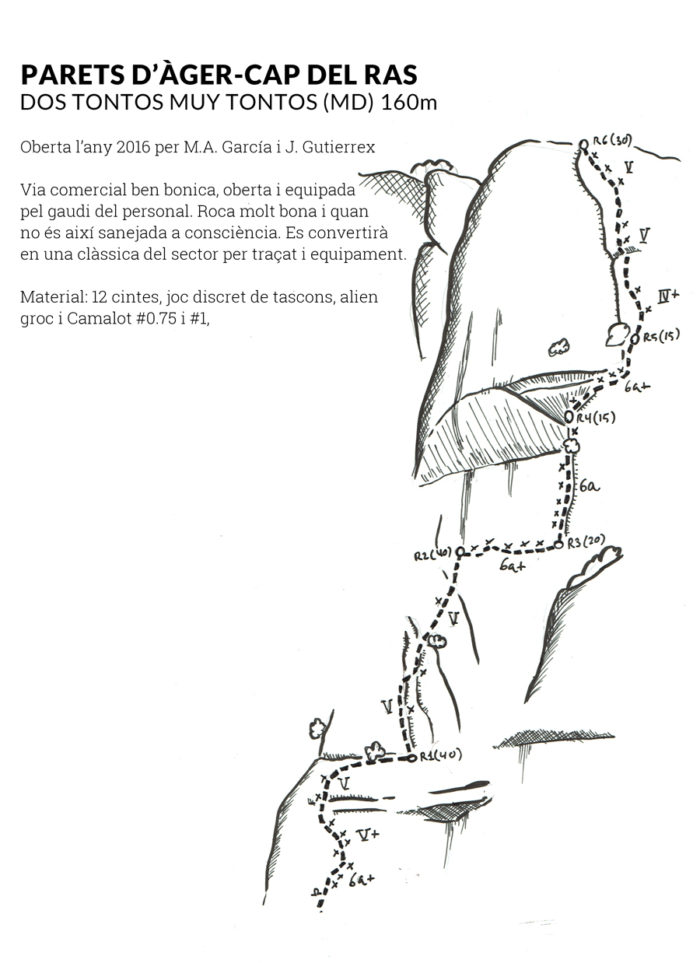 PARETS D'ÀGER-CAP DEL RAS
DOS TONTOS MUY TONTOS (MD) 160m
Oberta l'any 2016 per M.A. García i J. Gutierrex
Via comercial ben bonica, oberta i equipada
pel gaudi del personal. Roca molt bona i quan
no és així sanejada a consciència. Es convertirà
en una clàssica del sector per traçat i equipament.
Material: 12 cintes, joc discret de tascons, alien
groc i Camalot #0.75 i #1,
R6(30)
V
V
IV+
R5(15)
6a+
R4(15)
6a
R3(20)
R2(40)
6a+
V
V
R1(40)
V
V+
6a+